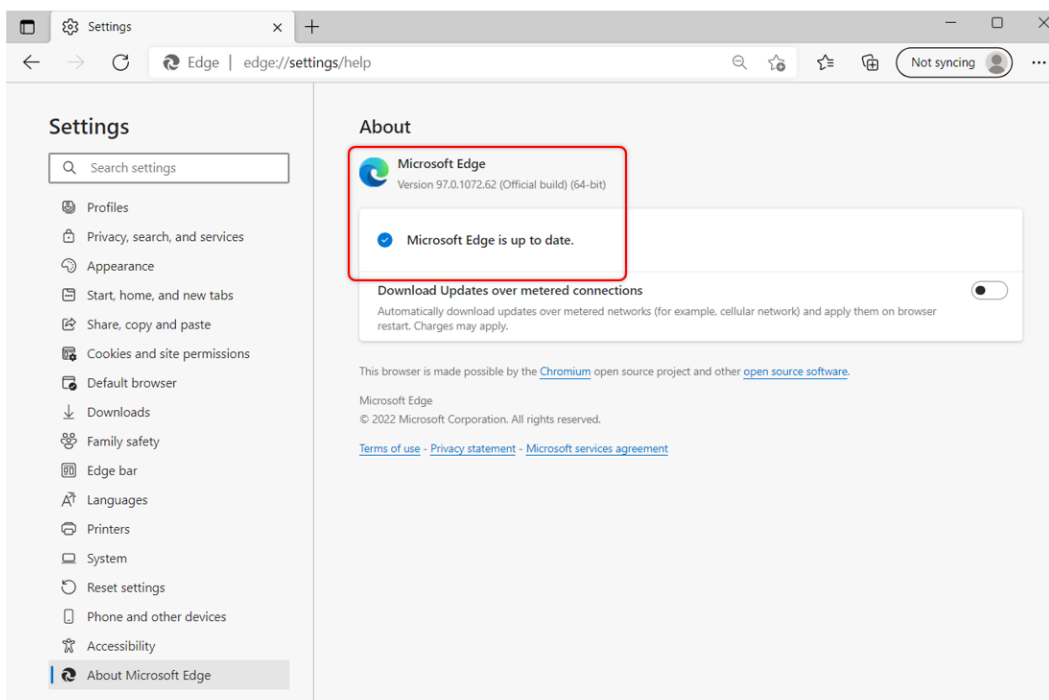 Settings
Edge | edge://settings/help
Not syncing
Settings
Search settings
Profiles
Privacy, search, and services
Appearance
Start, home, and new tabs
Share, copy and paste
Cookies and site permissions
Default browser
Downloads
Family safety
Edge bar
Languages
Printers
System
Reset settings
Phone and other devices
Accessibility
About Microsoft Edge
About
Microsoft Edge
Version 97.0.1072.62 (Official build) (64-bit)
Microsoft Edge is up to date.
Download Updates over metered connections
Automatically download updates over metered networks (for example, cellular network) and apply them on browser
restart. Charges may apply.
This browser is made possible by the Chromium open source project and other open source software.
Microsoft Edge
© 2022 Microsoft Corporation. All rights reserved.
Terms of use - Privacy statement - Microsoft services agreement